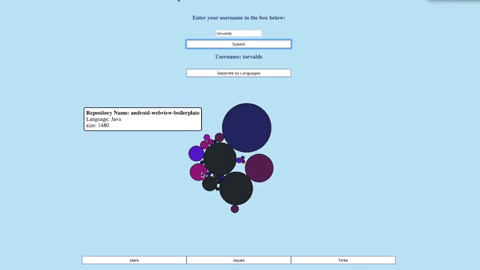 Enter your username in the box below:
torvalds
Submit
Username: torvalds
Seperate by Languages
Repository Name: android-webview-boilerplate
Language: Java
size: 1480
stars
issues
forks